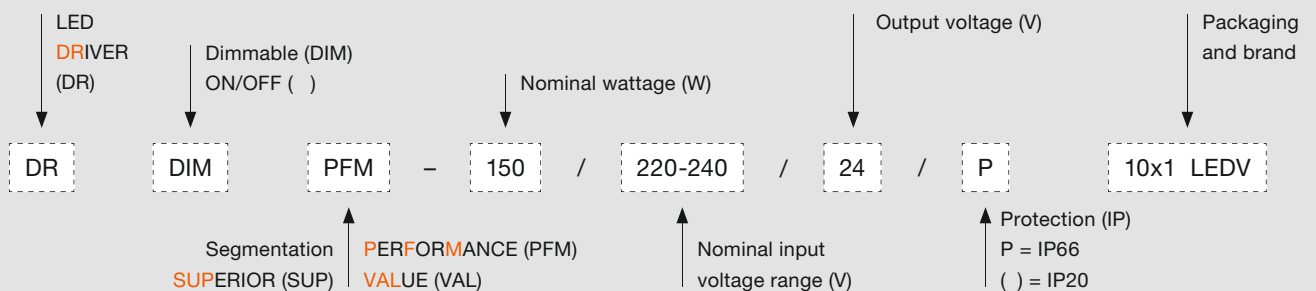 LED
DRIVER
(DR)
Dimmable (DIM)
ON/OFF ( )
Nominal wattage (W)
Output voltage (V)
Packaging
and brand
DR DIM PFM – 150 / 220-240 / 24 / P 10x1 LEDV
Segmentation
SUPERIOR (SUP)
PERFORMANCE (PFM)
VALUE (VAL)
Nominal input
voltage range (V)
Protection (IP)
P = IP66
( ) = IP20